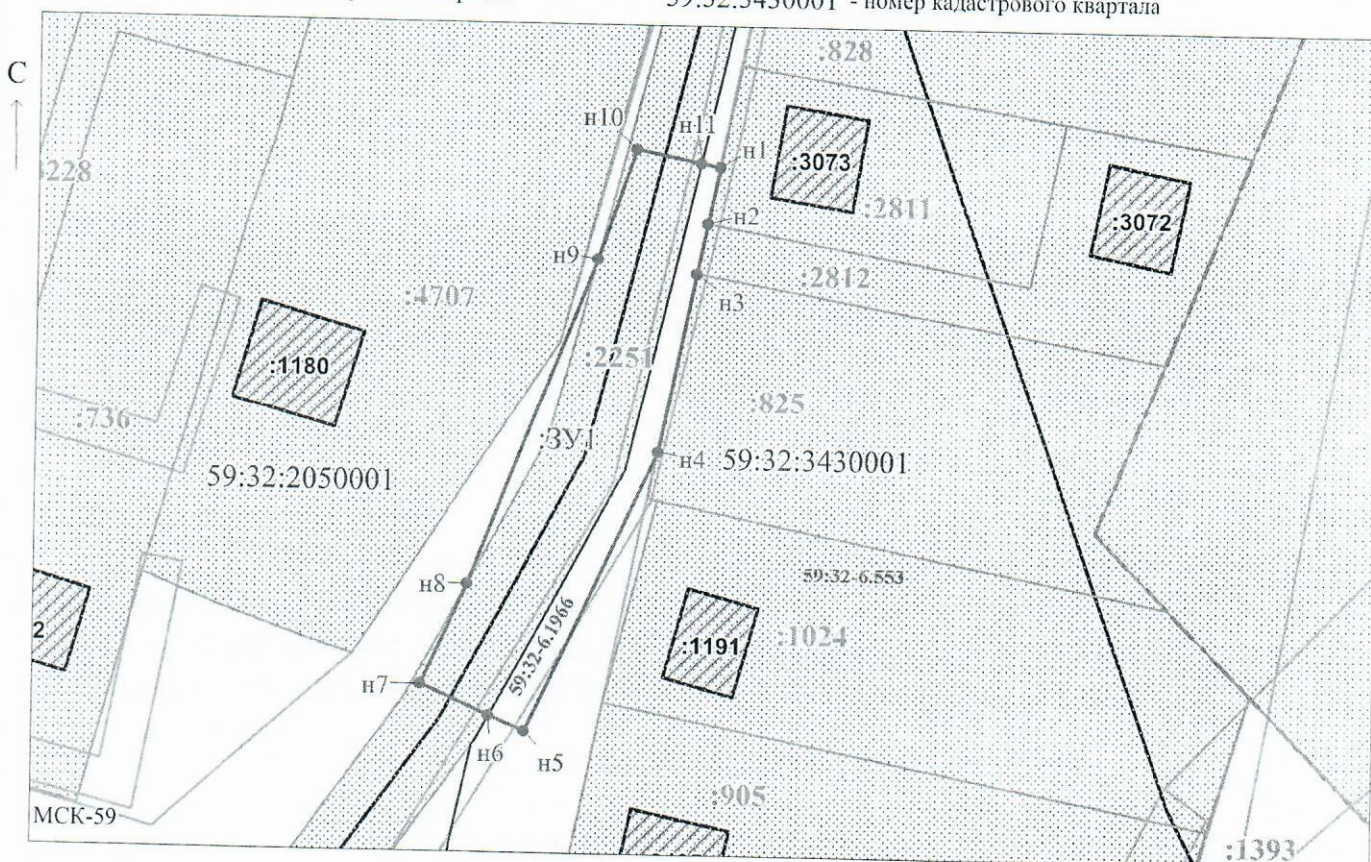 59:32:3430001 - номер кадастрового квартала
:828
С
н10
н11
н1
:3073
:2811
:3072
н2
н9
:2812
н3
:4707
:2251
:1180
:825
:736
:ЗУ1
н4
59:32:3430001
59:32:2050001
59:32-6.553
н8
2
:1191
:1024
59:32-6.1966
н7
н6
н5
:905
МСК-59
:1393